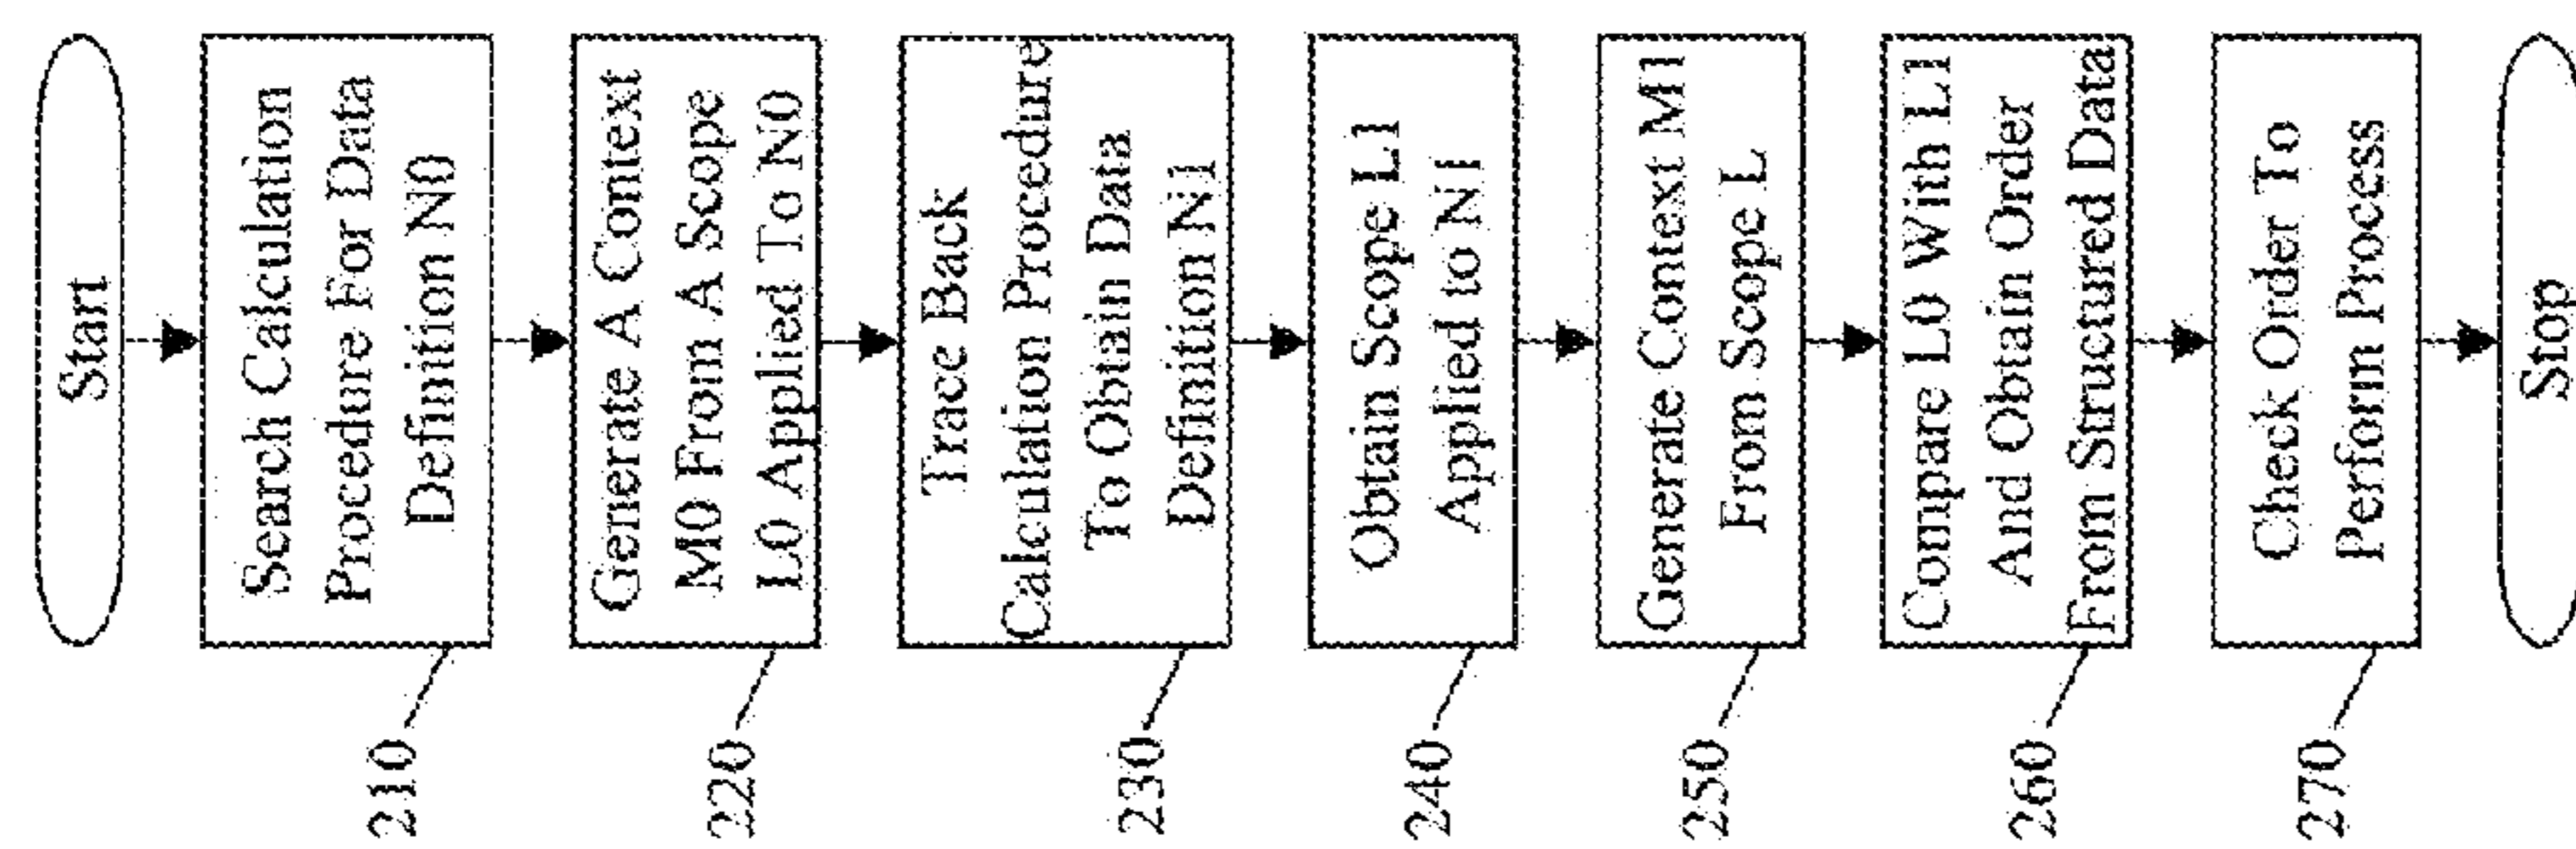 Start
Search Calculation
Procedure For Data
Definition N0
210
Generate A Context
M0 From A Scope
L0 Applied To N0
220
Trace Back
Calculation Procedure
To Obtain Data
Definition N1
230
Obtain Scope L1
Applied to N1
240
Generate Context M1
From Scope L
250
Compare L0 With L1
And Obtain Order
From Structured Data
260
Check Order To
Perform Process
270
Stop